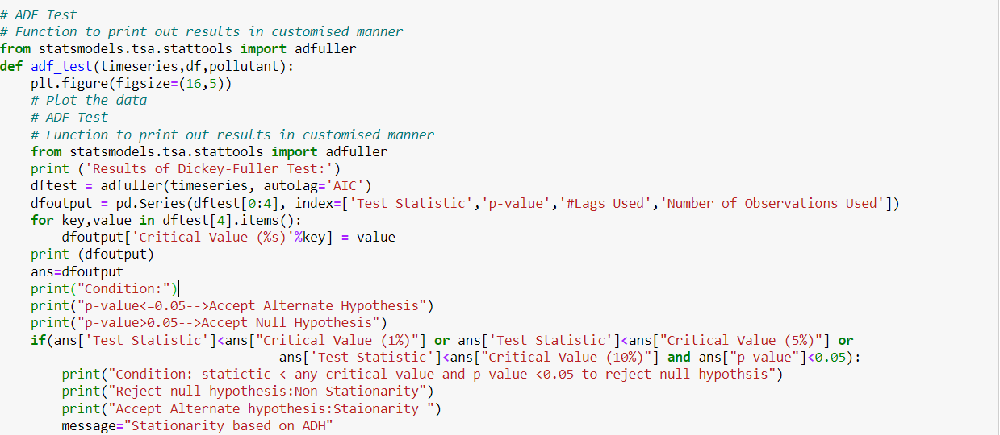 # ADF Test
# Function to print out results in customised manner
from statsmodels.tsa.stattools import adfuller
def adf_test(timeseries,df,pollutant):
    plt.figure(figsize=(16,5))
    # Plot the data
    # ADF Test
    # Function to print out results in customised manner
    from statsmodels.tsa.stattools import adfuller
    print ('Results of Dickey-Fuller Test:')
    dftest = adfuller(timeseries, autolag='AIC')
    dfoutput = pd.Series(dftest[0:4], index=['Test Statistic','p-value','#Lags Used','Number of Observations Used'])
    for key,value in dftest[4].items():
        dfoutput['Critical Value (%s)'%key] = value
    print (dfoutput)
    ans=dfoutput
    print("Condition:")
    print("p-value<=0.05-->Accept Alternate Hypothesis")
    print("p-value>0.05-->Accept Null Hypothesis")
    if(ans['Test Statistic']<ans["Critical Value (1%)"] or ans['Test Statistic']<ans["Critical Value (5%)"] or
                                    ans['Test Statistic']<ans["Critical Value (10%)"] and ans["p-value"]<0.05):
        print("Condition: statictic < any critical value and p-value <0.05 to reject null hypothsis")
        print("Reject null hypothesis:Non Stationarity")
        print("Accept Alternate hypothesis:Staionarity ")
        message="Stationarity based on ADH"